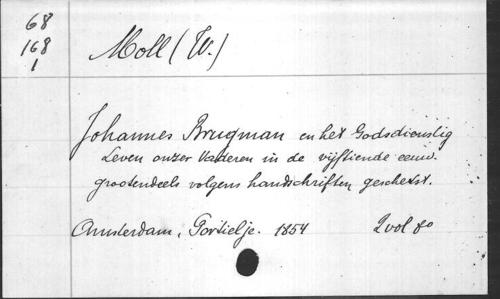 68
168
1
Moll (W.)
Johannes Brugman en het Godsdienstig
Leven onzer Vaderen in de vijftiende eeuw.
grootendeels volgens handschriften geschetst.
Amsterdam, Portielje. 1854 2 vol 8o